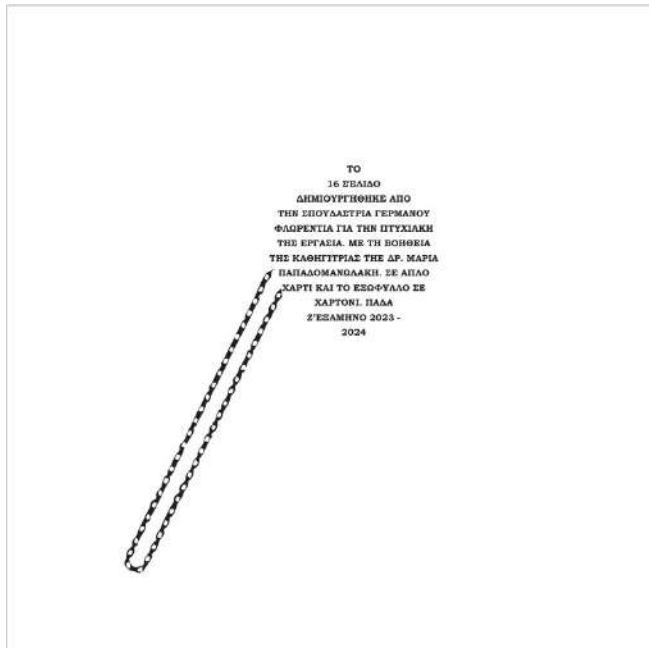 ΤΟ
16 ΣΕΛΙΔΟ
ΔΗΜΙΟΥΡΓΗΘΗΚΕ ΑΠΟ
ΤΗΝ ΣΠΟΥΔΑΣΤΡΙΑ ΓΕΡΜΑΝΟΥ
ΦΛΩΡΕΝΤΙΑ ΓΙΑ ΤΗΝ ΠΤΥΧΙΑΚΗ
ΤΗΣ ΕΡΓΑΣΙΑ. ΜΕ ΤΗ ΒΟΗΘΕΙΑ
ΤΗΣ ΚΑΘΗΓΙΤΡΙΑΣ ΤΗΣ ΔΡ. ΜΑΡΙΑ
ΠΑΠΑΔΟΜΑΝΩΛΑΚΗ. ΣΕ ΑΠΛΟ
ΧΑΡΤΙ ΚΑΙ ΤΟ ΕΞΩΦΥΛΛΟ ΣΕ
ΧΑΡΤΟΝΙ. ΠΑΔΑ
Ζ'ΕΞΑΜΗΝΟ 2023 -
2024